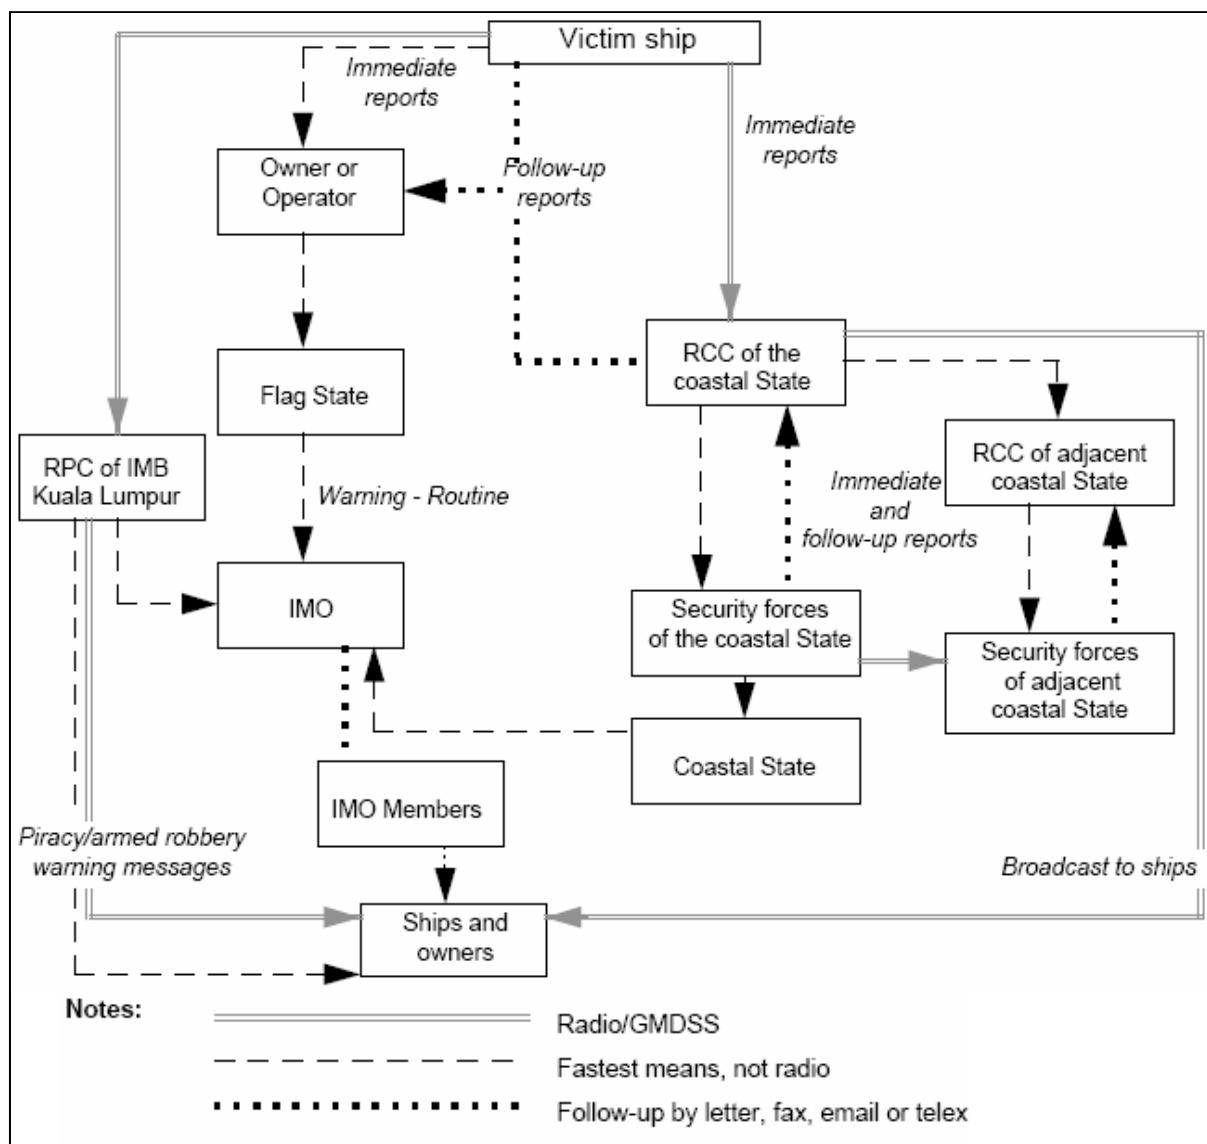 Victim ship
Immediate
reports
Immediate
reports
Owner or
Operator
Follow-up
reports
RCC of the
coastal State
Flag State
RPC of IMB
Kuala Lumpur
RCC of adjacent
coastal State
Warning - Routine
Immediate
and
follow-up reports
IMO
Security forces
of the coastal State
Security forces
of adjacent
coastal State
Coastal State
IMO Members
Piracy/armed robbery
warning messages
Broadcast to ships
Ships and
owners
Notes:
Radio/GMDSS
Fastest means, not radio
Follow-up by letter, fax, email or telex